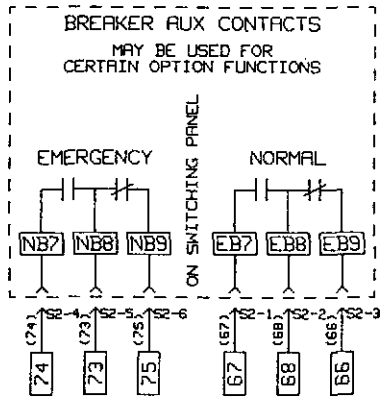 BREAKER AUX CONTACTS
MAY BE USED FOR
CERTAIN OPTION FUNCTIONS
ON SWITCHING PANEL
EMERGENCY
NORMAL
NB7 NB8 NB9 EB7 EB8 EB9
(74) S2-4 (73) S2-5 (75) S2-6 (67) S2-1 (68) S2-2 (66) S2-3
74 73 75 67 68 66